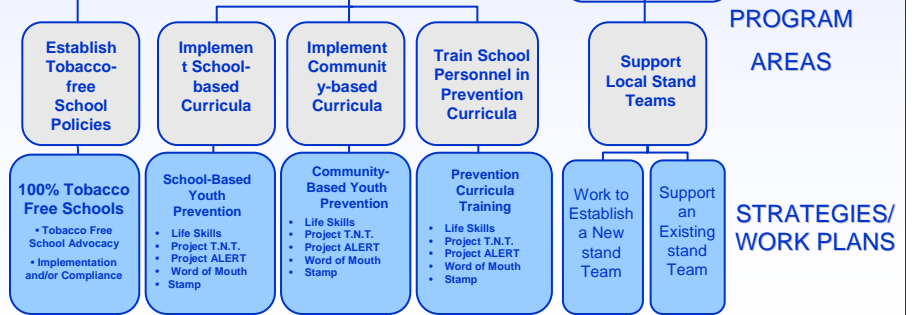 PROGRAM
AREAS
Establish
Tobacco-
free
School
Policies
Implemen
t School-
based
Curricula
Implement
Communit
y-based
Curricula
Train School
Personnel in
Prevention
Curricula
Support
Local Stand
Teams
100% Tobacco
Free Schools
• Tobacco Free
School Advocacy
• Implementation
and/or Compliance
School-Based
Youth
Prevention
• Life Skills
• Project T.N.T.
• Project ALERT
• Word of Mouth
• Stamp
Community-
Based Youth
Prevention
• Life Skills
• Project T.N.T.
• Project ALERT
• Word of Mouth
• Stamp
Prevention
Curricula
Training
• Life Skills
• Project T.N.T.
• Project ALERT
• Word of Mouth
• Stamp
Work to
Establish
a New
stand
Team
Support
an
Existing
stand
Team
STRATEGIES/
WORK PLANS